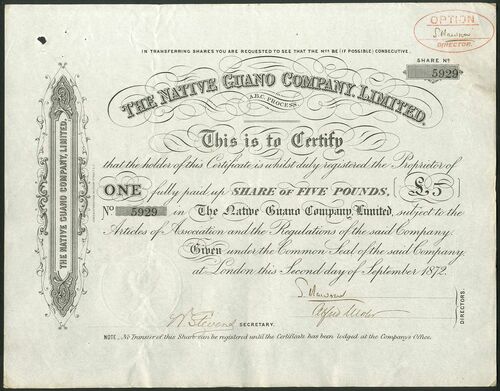 OPTION
DIRECTOR.
IN TRANSFERRING SHARES YOU ARE REQUESTED TO SEE THAT THE Nos. BE (IF POSSIBLE) CONSECUTIVE.
SHARE No.
5929
THE NATIVE GUANO COMPANY, LIMITED.
A.B.C. PROCESS.
This is to Certify
that the holder of this Certificate is whilst duly registered the Proprietor of
ONE fully paid up SHARE OF FIVE POUNDS, £5
No 5929 in The Native Guano Company, Limited, subject to the
Articles of Association and the Regulations of the said Company.
Given under the Common Seal of the said Company
at London this Second day of September 1872.
DIRECTORS.
W. Stevens SECRETARY.
NOTE, No Transfer of this Share can be registered until the Certificate has been lodged at the Company's Office.
THE NATIVE GUANO COMPANY, LIMITED.